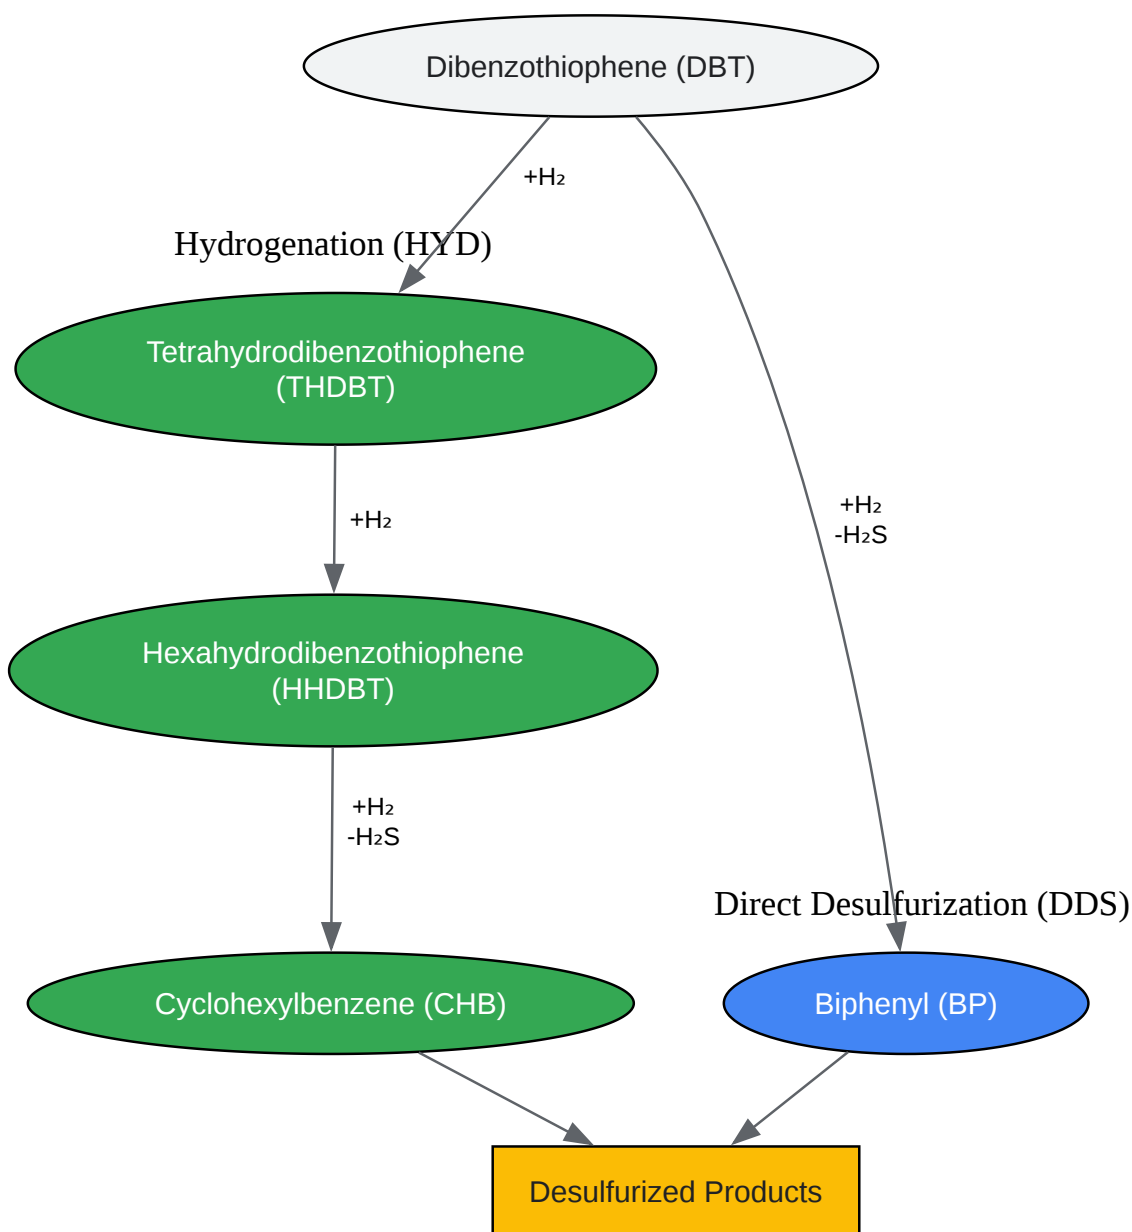 Dibenzothiophene (DBT)
+H₂
Hydrogenation (HYD)
Tetrahydrodibenzothiophene
(THDBT)
+H₂
+H₂
-H₂S
Hexahydrodibenzothiophene
(HHDBT)
+H₂
-H₂S
Direct Desulfurization (DDS)
Cyclohexylbenzene (CHB)
Biphenyl (BP)
Desulfurized Products